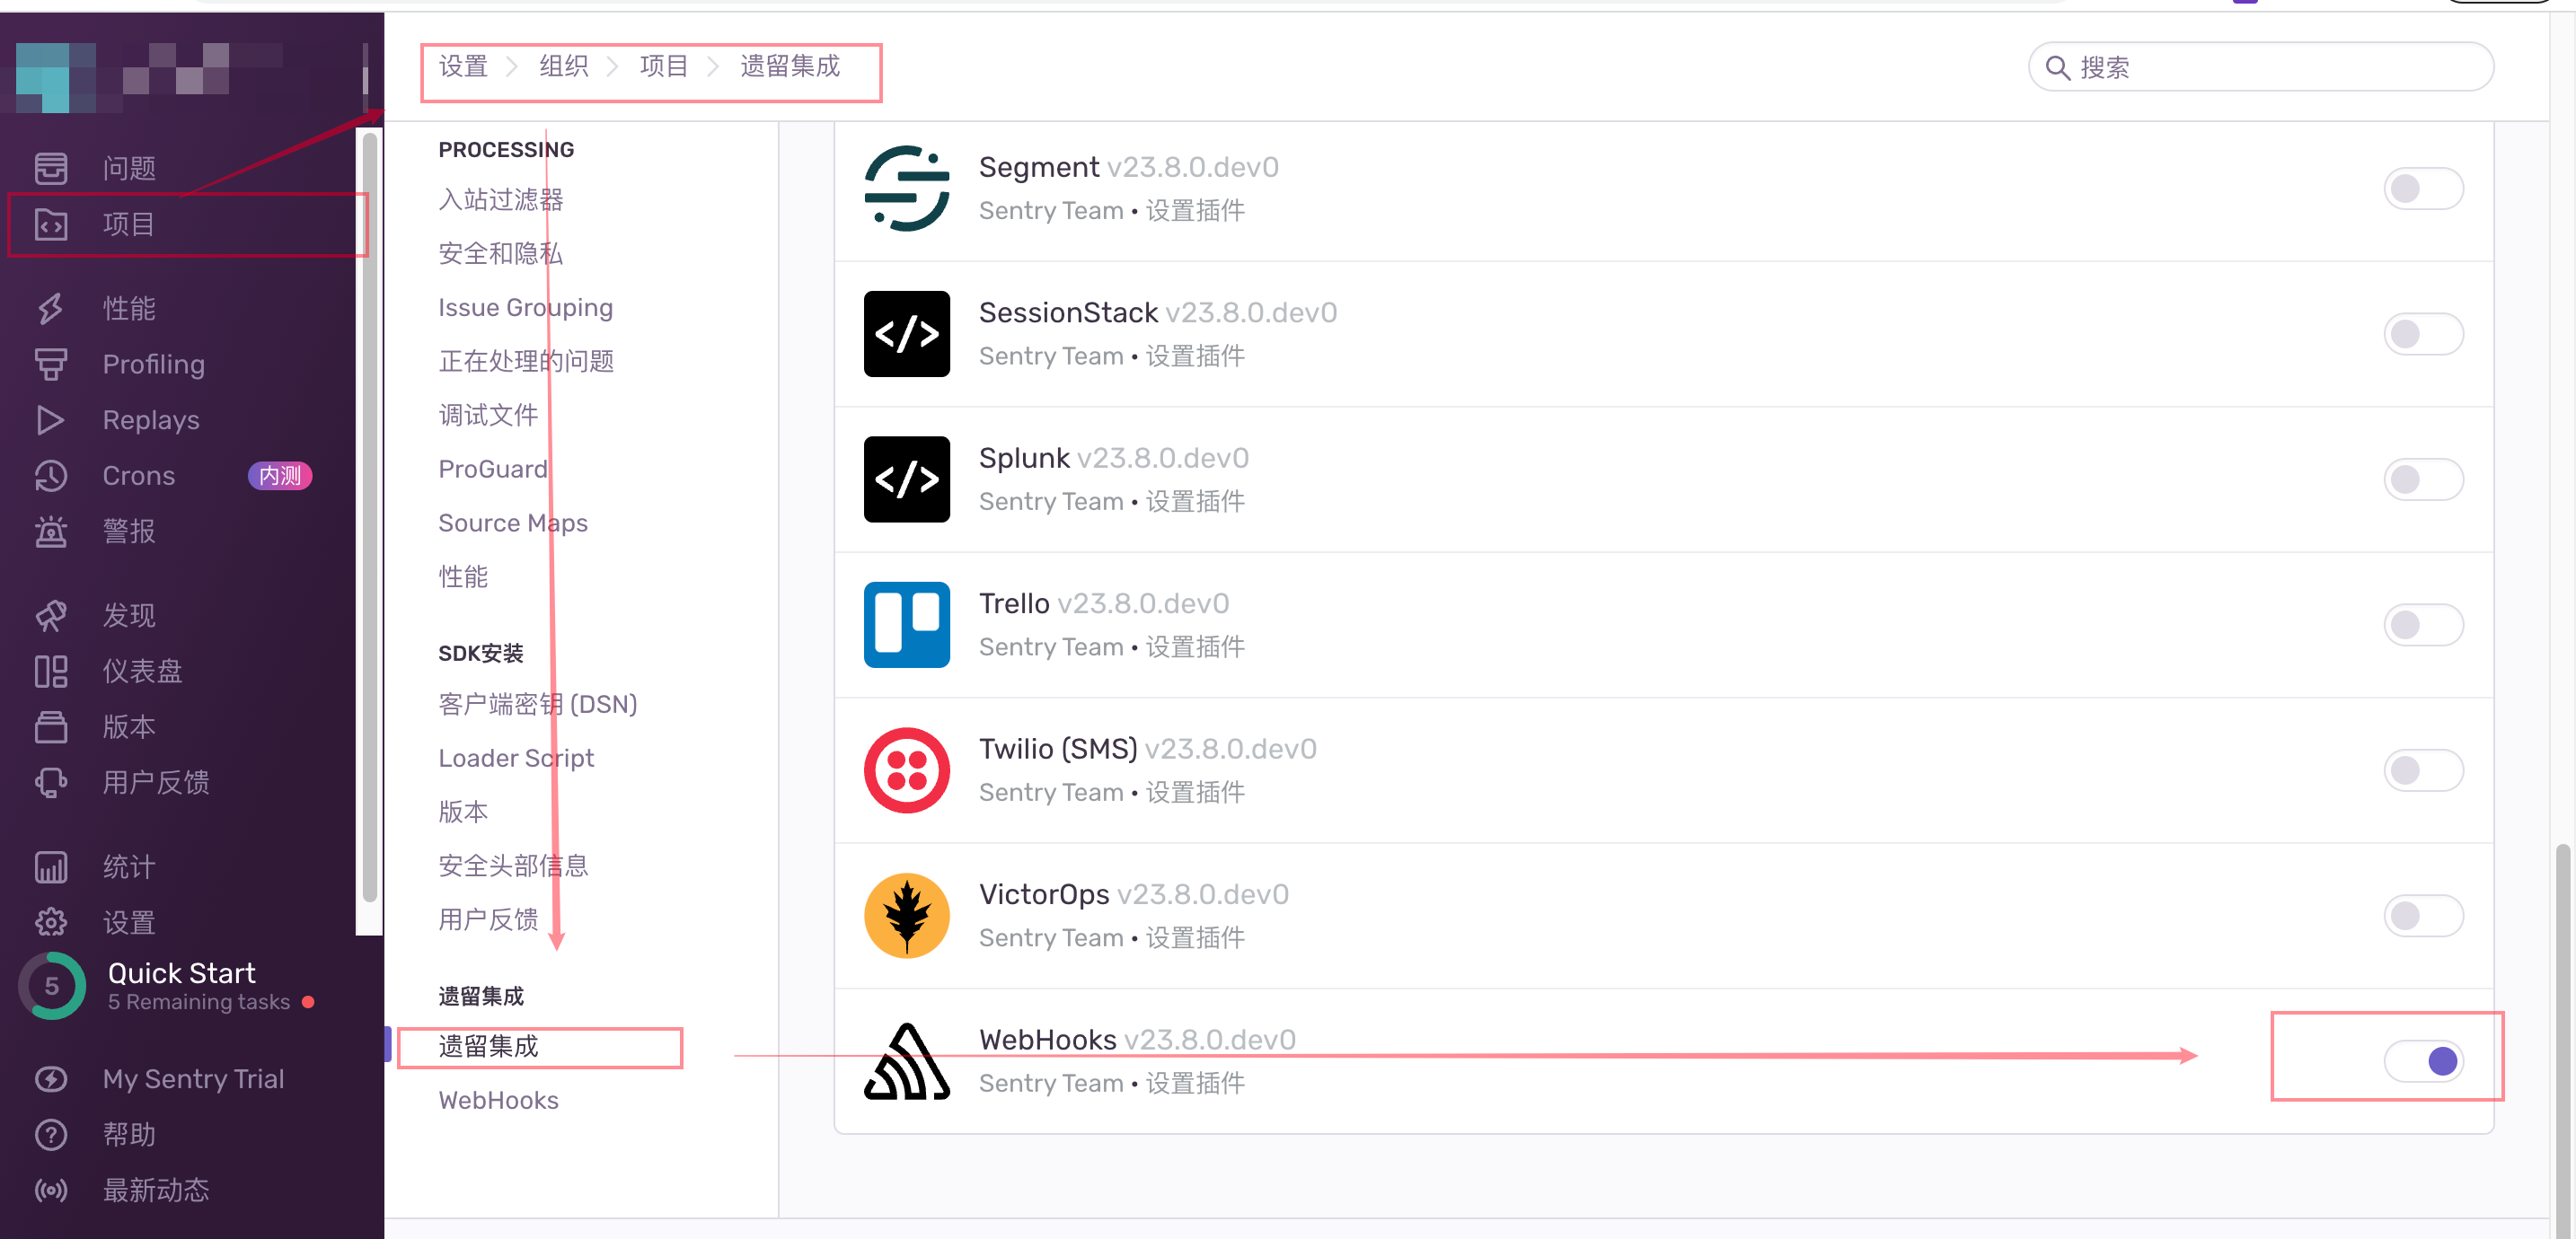 问题
项目
性能
Profiling
Replays
Crons 内测
警报
发现
仪表盘
版本
用户反馈
统计
设置
5
Quick Start
5 Remaining tasks
My Sentry Trial
帮助
最新动态
设置 组织 项目 遗留集成
搜索
PROCESSING
入站过滤器
安全和隐私
Issue Grouping
正在处理的问题
调试文件
ProGuard
Source Maps
性能
SDK安装
客户端密钥 (DSN)
Loader Script
版本
安全头部信息
用户反馈
遗留集成
遗留集成
WebHooks
Segment v23.8.0.dev0
Sentry Team • 设置插件
SessionStack v23.8.0.dev0
Sentry Team • 设置插件
Splunk v23.8.0.dev0
Sentry Team • 设置插件
Trello v23.8.0.dev0
Sentry Team • 设置插件
Twilio (SMS) v23.8.0.dev0
Sentry Team • 设置插件
VictorOps v23.8.0.dev0
Sentry Team • 设置插件
WebHooks v23.8.0.dev0
Sentry Team • 设置插件